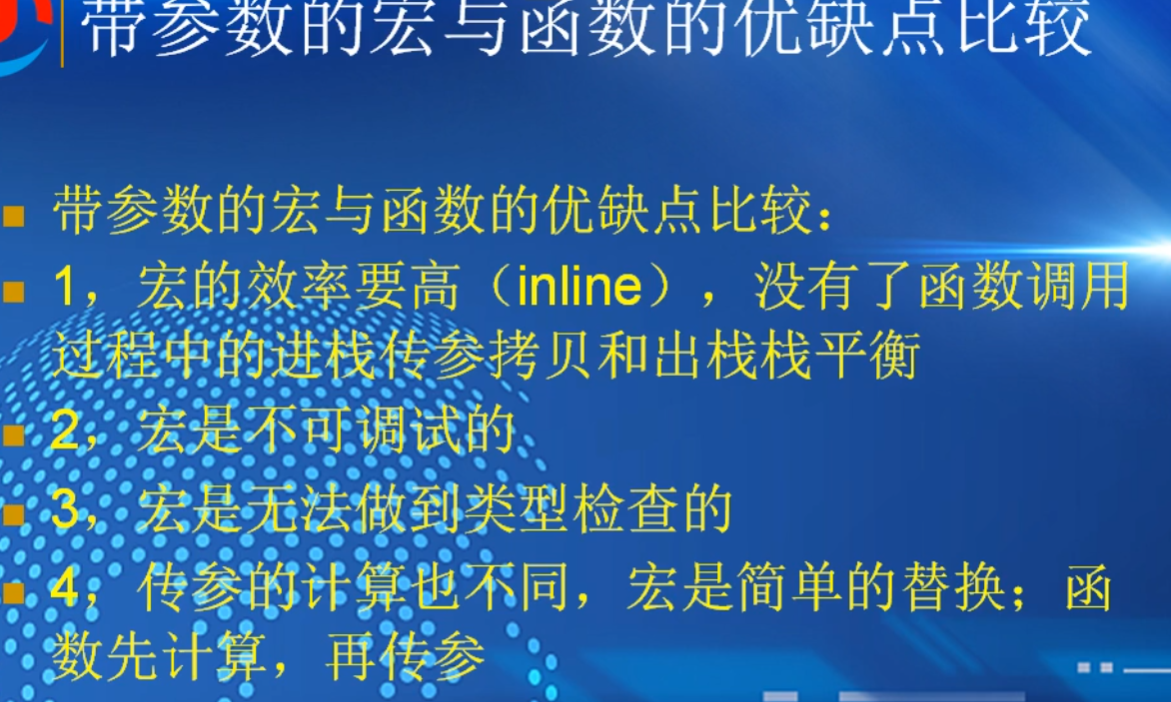 带参数的宏与函数的优缺点比较
带参数的宏与函数的优缺点比较：
1，宏的效率要高（inline），没有了函数调用
过程中的进栈传参拷贝和出栈栈平衡
2，宏是不可调试的
3，宏是无法做到类型检查的
4，传参的计算也不同，宏是简单的替换；函
数先计算，再传参